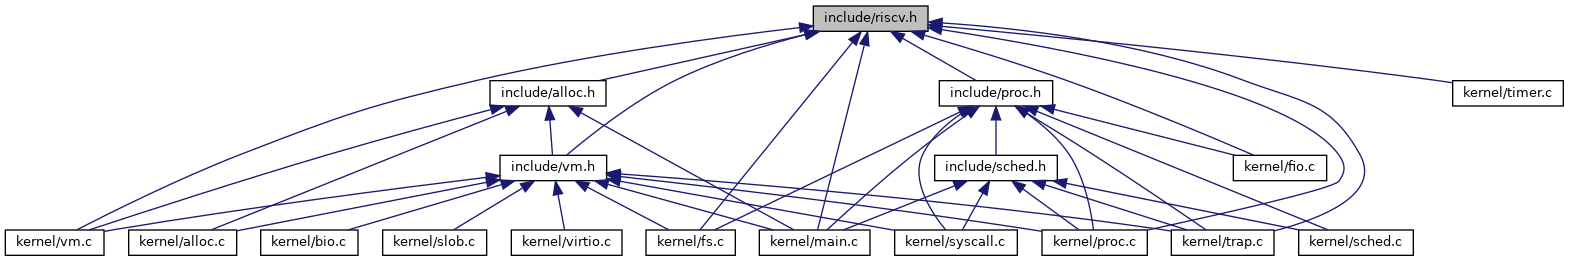 include/riscv.h
include/alloc.h
include/proc.h
kernel/timer.c
include/vm.h
include/sched.h
kernel/fio.c
kernel/vm.c
kernel/alloc.c
kernel/bio.c
kernel/slob.c
kernel/virtio.c
kernel/fs.c
kernel/main.c
kernel/syscall.c
kernel/proc.c
kernel/trap.c
kernel/sched.c